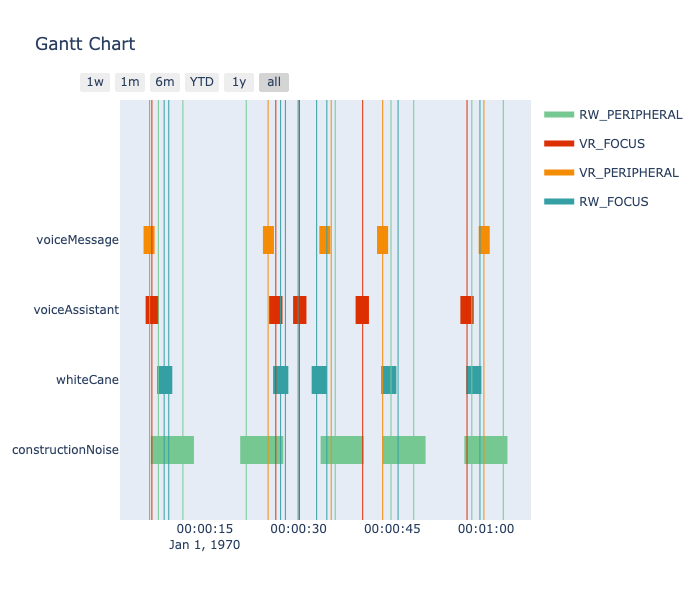 Gantt Chart
1w 1m 6m YTD 1y all
RW_PERIPHERAL
VR_FOCUS
VR_PERIPHERAL
RW_FOCUS
voiceMessage
voiceAssistant
whiteCane
constructionNoise
00:00:15 00:00:30 00:00:45 00:01:00
Jan 1, 1970